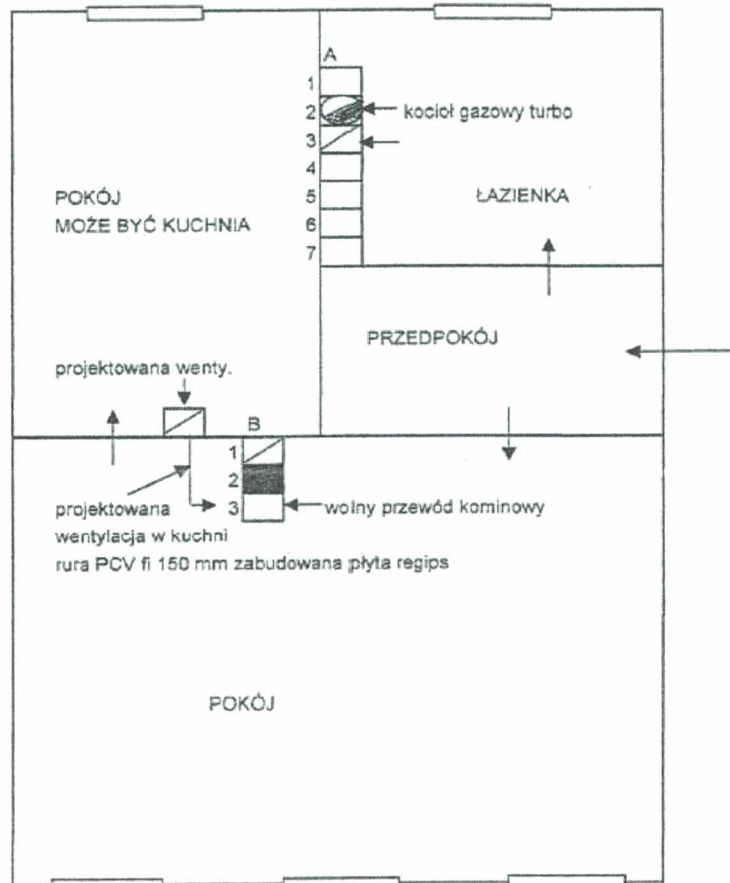 A
1
2
kocioł gazowy turbo
3
4
5
6
7
POKÓJ
MOŻE BYĆ KUCHNIA
ŁAZIENKA
PRZEDPOKÓJ
projektowana wenty.
B
1
2
3
wolny przewód kominowy
projektowana
wentylacja w kuchni
rura PCV fi 150 mm zabudowana płyta regips
POKÓJ